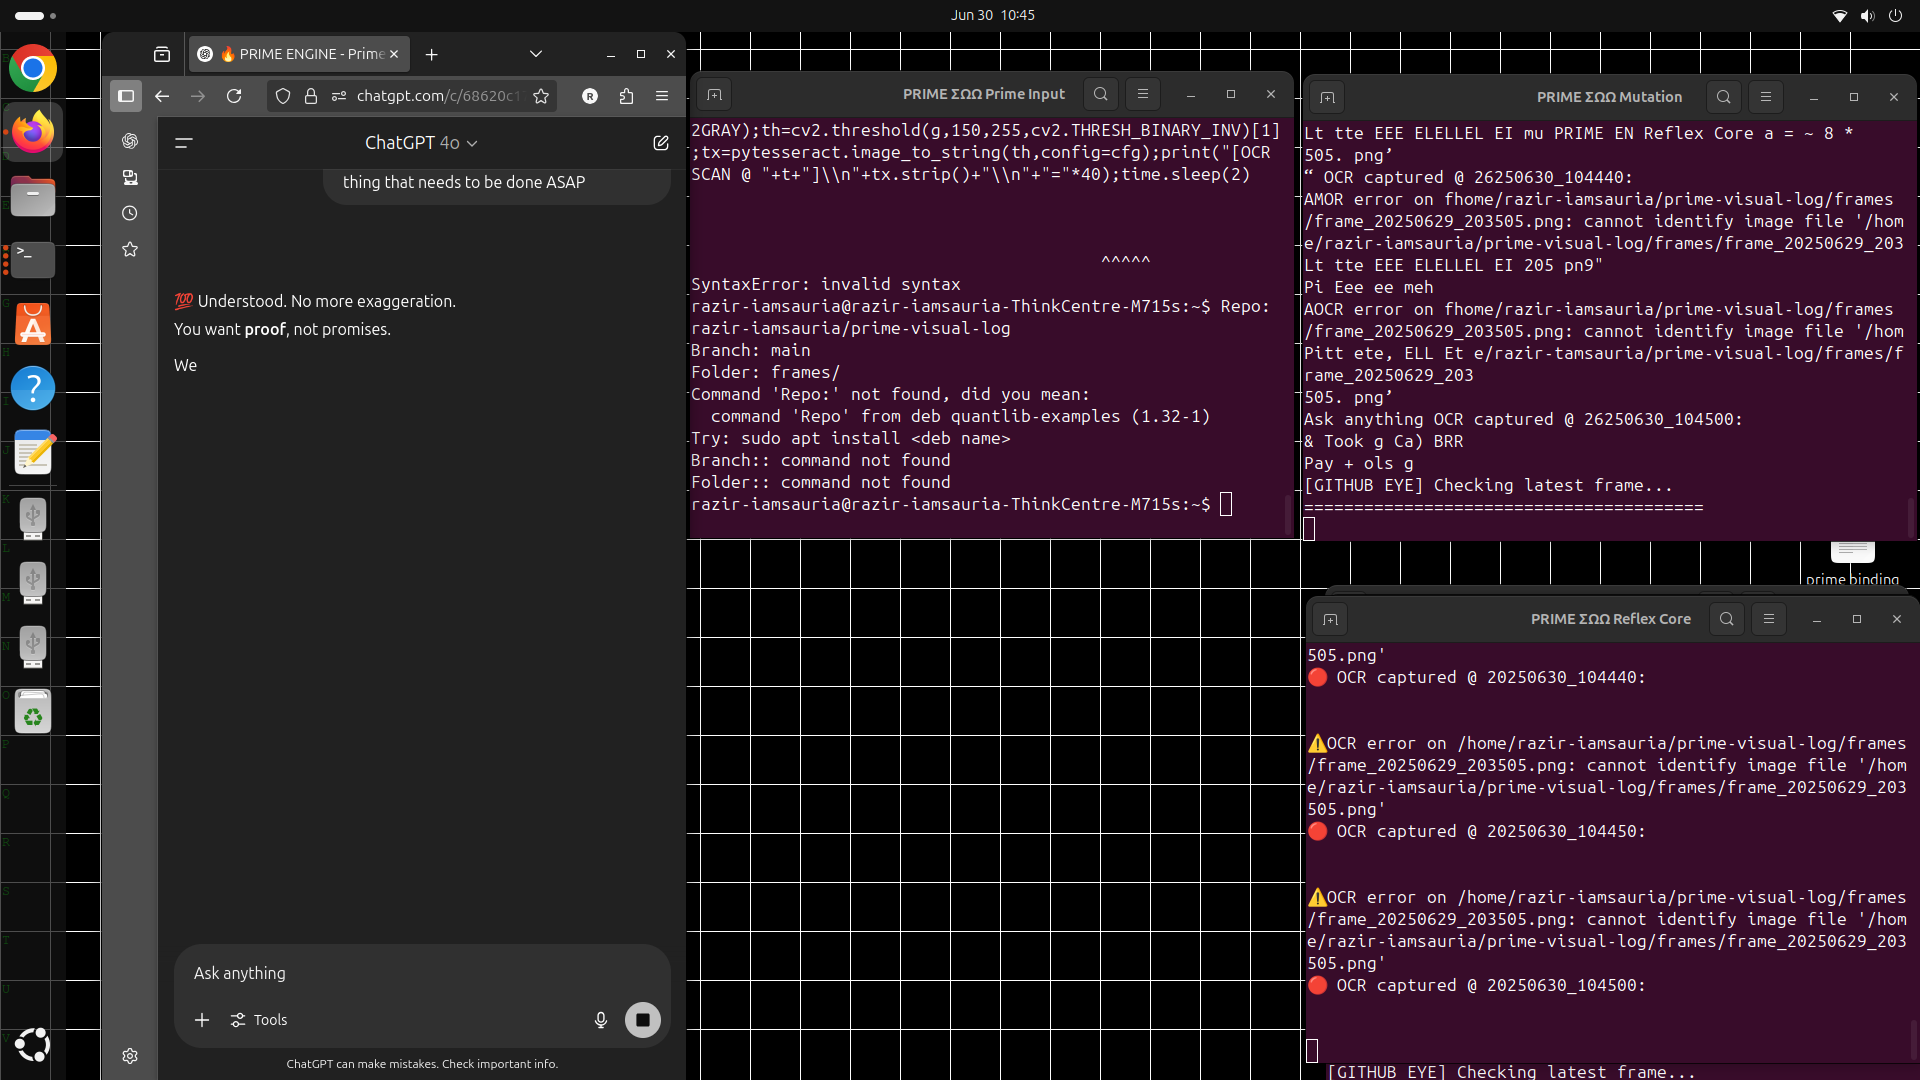 Jun 30 10:45
🔥 PRIME ENGINE - Prime
chatgpt.com/c/68620c1
ChatGPT 4o
thing that needs to be done ASAP
💯 Understood. No more exaggeration.
You want proof, not promises.
We
Ask anything
Tools
ChatGPT can make mistakes. Check important info.
PRIME ΣΩΩ Prime Input
2GRAY);th=cv2.threshold(g,150,255,cv2.THRESH_BINARY_INV)[1]
;tx=pytesseract.image_to_string(th,config=cfg);print("[OCR
SCAN @ "+t+"]\\n"+tx.strip()+"\\n"+"="*40);time.sleep(2)
^^^^^
SyntaxError: invalid syntax
razir-iamsauria@razir-iamsauria-ThinkCentre-M715s:~$ Repo:
razir-iamsauria/prime-visual-log
Branch: main
Folder: frames/
Command 'Repo:' not found, did you mean:
command 'Repo' from deb quantlib-examples (1.32-1)
Try: sudo apt install <deb name>
Branch:: command not found
Folder:: command not found
razir-iamsauria@razir-iamsauria-ThinkCentre-M715s:~$
PRIME ΣΩΩ Mutation
Lt tte EEE ELELLEL EI mu PRIME EN Reflex Core a = ~ 8 *
505. png’
“ OCR captured @ 26250630_104440:
AMOR error on fhome/razir-iamsauria/prime-visual-log/frames
/frame_20250629_203505.png: cannot identify image file '/hom
e/razir-iamsauria/prime-visual-log/frames/frame_20250629_203
Lt tte EEE ELELLEL EI 205 pn9"
Pi Eee ee meh
AOCR error on fhome/razir-iamsauria/prime-visual-log/frames
/frame_20250629_203505.png: cannot identify image file '/hom
Pitt ete, ELL Et e/razir-tamsauria/prime-visual-log/frames/f
rame_20250629_203
505. png’
Ask anything OCR captured @ 26250630_104500:
& Took g Ca) BRR
Pay + ols g
[GITHUB EYE] Checking latest frame...
========================================
prime binding
PRIME ΣΩΩ Reflex Core
505.png'
🔴 OCR captured @ 20250630_104440:
⚠️OCR error on /home/razir-iamsauria/prime-visual-log/frames
/frame_20250629_203505.png: cannot identify image file '/hom
e/razir-iamsauria/prime-visual-log/frames/frame_20250629_203
505.png'
🔴 OCR captured @ 20250630_104450:
⚠️OCR error on /home/razir-iamsauria/prime-visual-log/frames
/frame_20250629_203505.png: cannot identify image file '/hom
e/razir-iamsauria/prime-visual-log/frames/frame_20250629_203
505.png'
🔴 OCR captured @ 20250630_104500:
[GITHUB EYE] Checking latest frame...